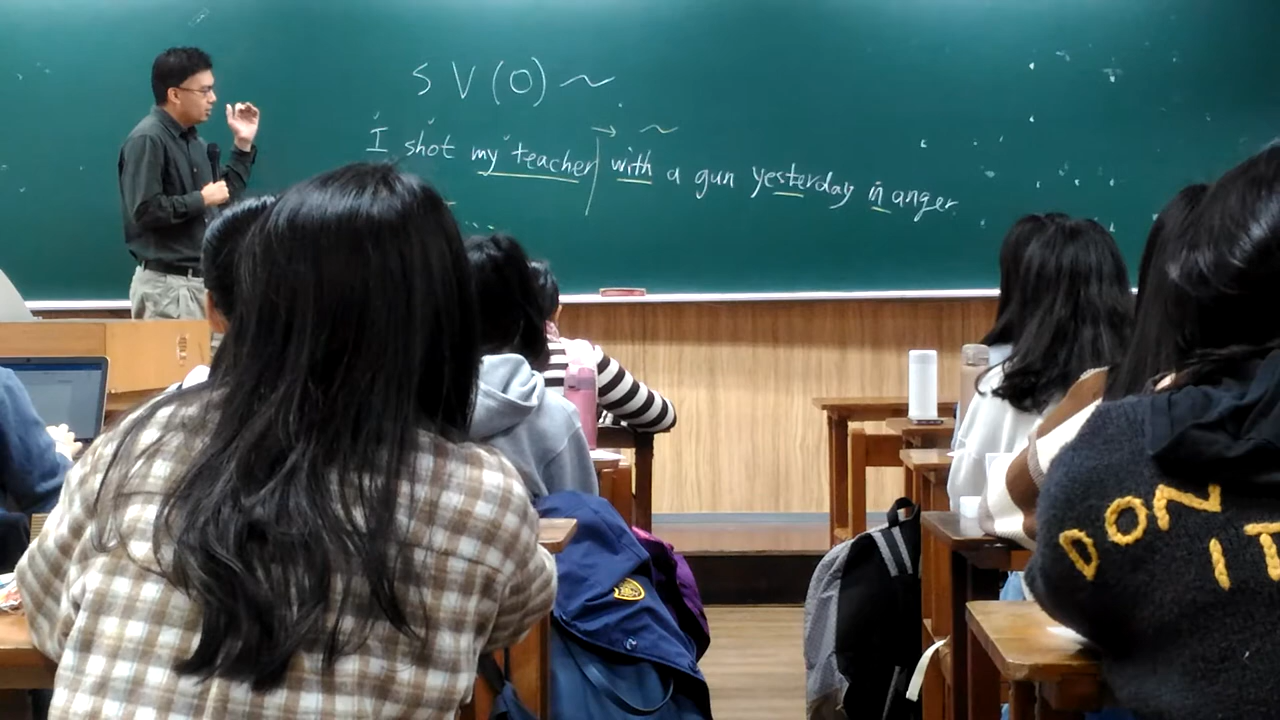 S V (O) ~
I shot my teacher with a gun yesterday in anger.
DON
IT